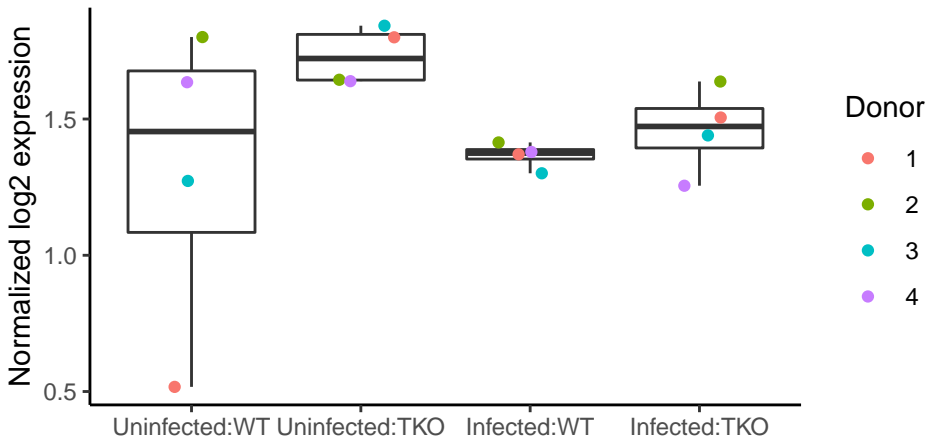 Normalized log2 expression
1.5
1.0
0.5
Uninfected:WT Uninfected:TKO Infected:WT Infected:TKO
Donor
1
2
3
4